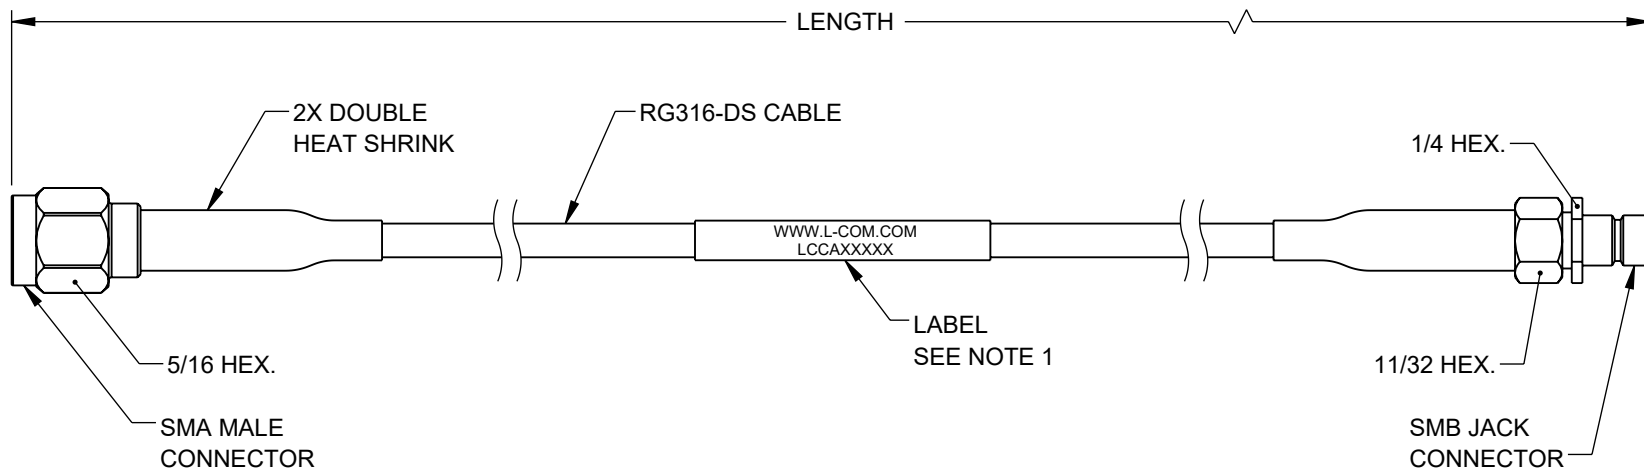 LENGTH
2X DOUBLE
HEAT SHRINK
RG316-DS CABLE
1/4 HEX.
WWW.L-COM.COM
LCCAXXXXX
LABEL
SEE NOTE 1
5/16 HEX.
11/32 HEX.
SMA MALE
CONNECTOR
SMB JACK
CONNECTOR